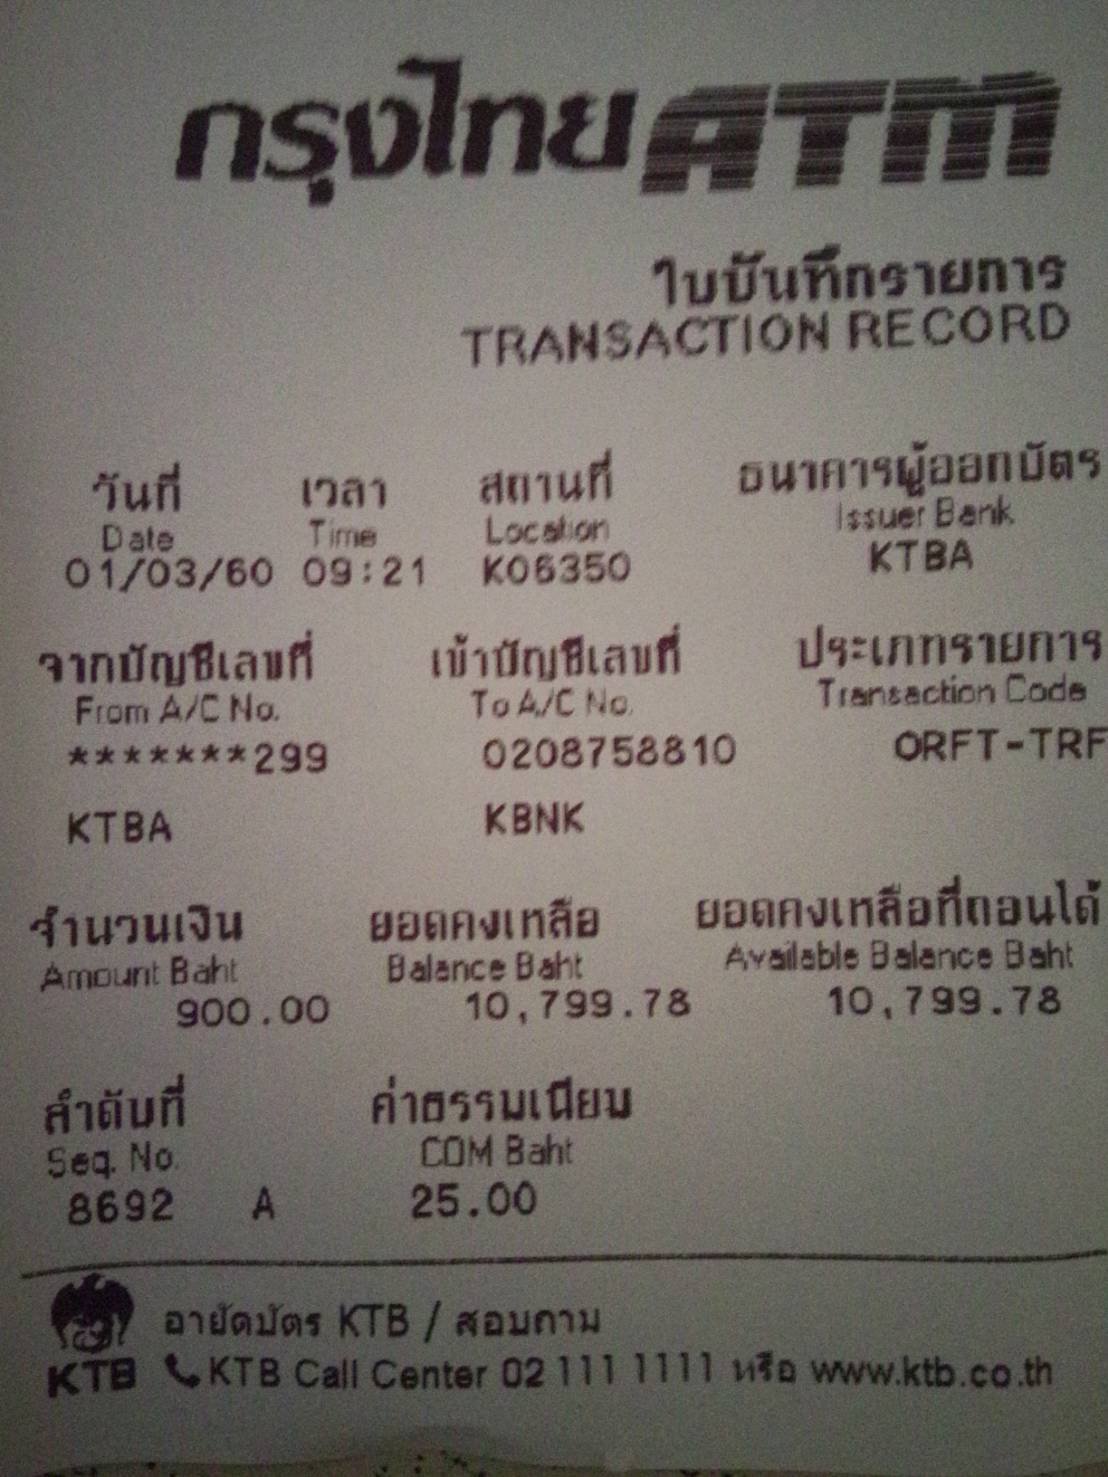 กรุงไทย ATM
ใบบันทึกรายการ
TRANSACTION RECORD
วันที่ เวลา สถานที่ ธนาคารผู้ออกบัตร
Date Time Location Issuer Bank
01/03/60 09:21 K06350 KTBA
จากบัญชีเลขที่ เข้าบัญชีเลขที่ ประเภทรายการ
From A/C No. To A/C No. Transaction Code
*******299 0208758810 ORFT-TRF
KTBA KBNK
จำนวนเงิน ยอดคงเหลือ ยอดคงเหลือที่ถอนได้
Amount Baht Balance Baht Available Balance Baht
900.00 10,799.78 10,799.78
ลำดับที่ ค่าธรรมเนียม
Seq. No. COM Baht
8692 A 25.00
อายัดบัตร KTB / สอบถาม
KTB KTB Call Center 02 111 1111 หรือ www.ktb.co.th